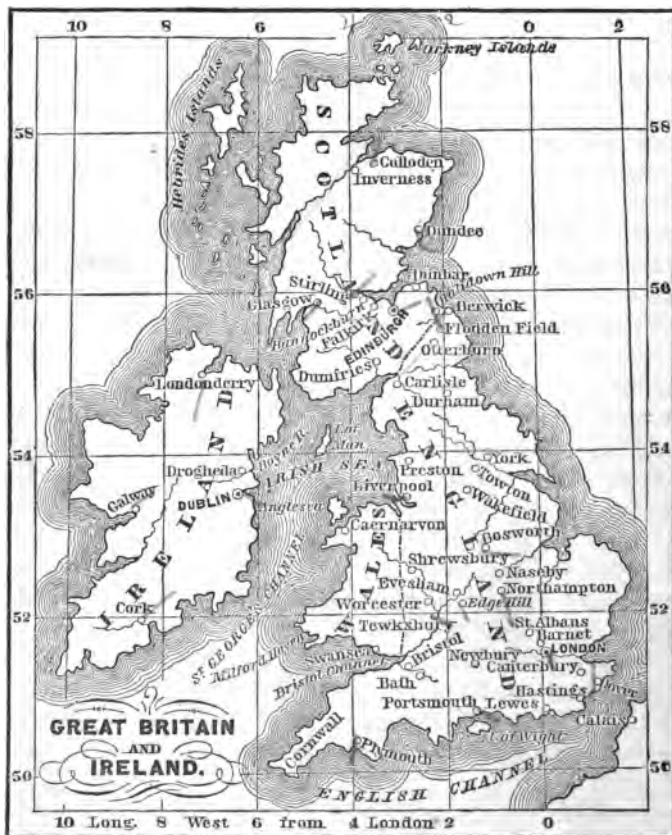 10 8 6 4 2 0 2
Orkney Islands
Hebrides Islands
58 58
SCOTLAND
Culloden
Inverness
Dundee
Dunbar
Halidown Hill
56 56
Stirling
Glasgow
Berwick
Bannockburn
Falkirk
EDINBURGH
Flodden Field
Otterburn
Dumfries
Londonderry
Carlisle
Durham
ENGLAND
IRELAND
54 54
Drogheda
Boyne R.
IRISH SEA
York
Preston
Towton
Liverpool
Wakefield
Galway
DUBLIN
Anglesea
Caernarvon
Bosworth
WALES
Shrewsbury
Naseby
Evesham
Northampton
52 52
Cork
Worcester
Edge Hill
ST GEORGE'S CHANNEL
Milford Haven
St. Albans
Barnet
Swansea
Bristol
Newbury
LONDON
Bristol Channel
Canterbury
Bath
Hastings
Dover
Portsmouth
Lewes
Calais
I. of Wight
Cornwall
Plymouth
GREAT BRITAIN
AND
IRELAND.
50 50
ENGLISH CHANNEL
10 Long. 8 West 6 from 4 London 2 0